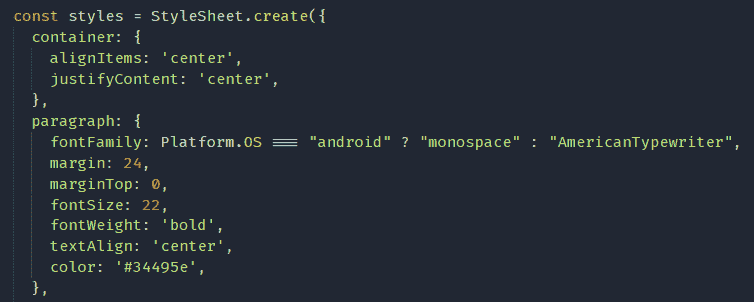 const styles = StyleSheet.create({
  container: {
    alignItems: 'center',
    justifyContent: 'center',
  },
  paragraph: {
    fontFamily: Platform.OS === "android" ? "monospace" : "AmericanTypewriter",
    margin: 24,
    marginTop: 0,
    fontSize: 22,
    fontWeight: 'bold',
    textAlign: 'center',
    color: '#34495e',
  },